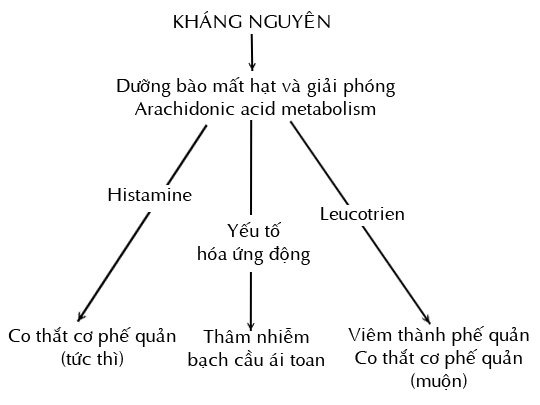 KHÁNG NGUYÊN
Dưỡng bào mất hạt và giải phóng
Arachidonic acid metabolism
Histamine
Yếu tố
hóa ứng động
Leucotrien
Co thắt cơ phế quản
(tức thì)
Thâm nhiễm
bạch cầu ái toan
Viêm thành phế quản
Co thắt cơ phế quản
(muộn)